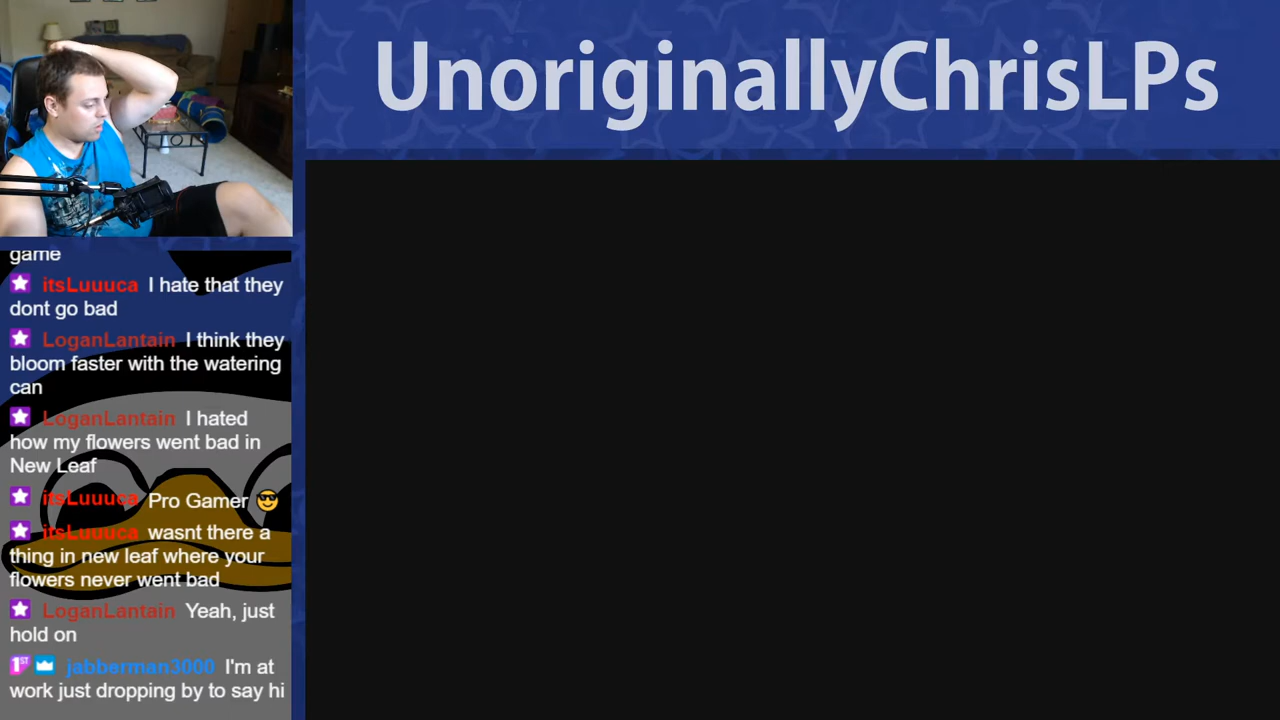 UnoriginallyChrisLPs
game
itsLuuuca I hate that they
dont go bad
LoganLantain I think they
bloom faster with the watering
can
LoganLantain I hated
how my flowers went bad in
New Leaf
itsLuuuca Pro Gamer 😎
itsLuuuca wasnt there a
thing in new leaf where your
flowers never went bad
LoganLantain Yeah, just
hold on
1ST jabberman3000 I'm at
work just dropping by to say hi